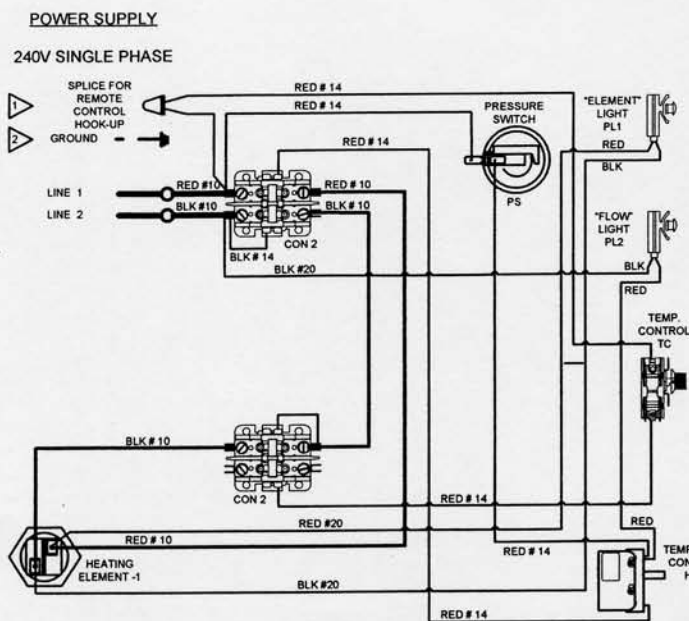 POWER SUPPLY
240V SINGLE PHASE
SPLICE FOR
REMOTE
CONTROL
HOOK-UP
1
2
GROUND
RED # 14
RED # 14
PRESSURE
SWITCH
PS
"ELEMENT"
LIGHT
PL1
RED
BLK
RED # 14
LINE 1
LINE 2
RED #10
BLK #10
RED # 10
BLK # 10
CON 2
BLK # 14
BLK #20
"FLOW"
LIGHT
PL2
BLK
RED
TEMP.
CONTROL
TC
BLK # 10
CON 2
RED # 14
RED #20
RED # 10
HEATING
ELEMENT -1
BLK #20
RED # 14
RED
RED # 14
TEMP
CON
H